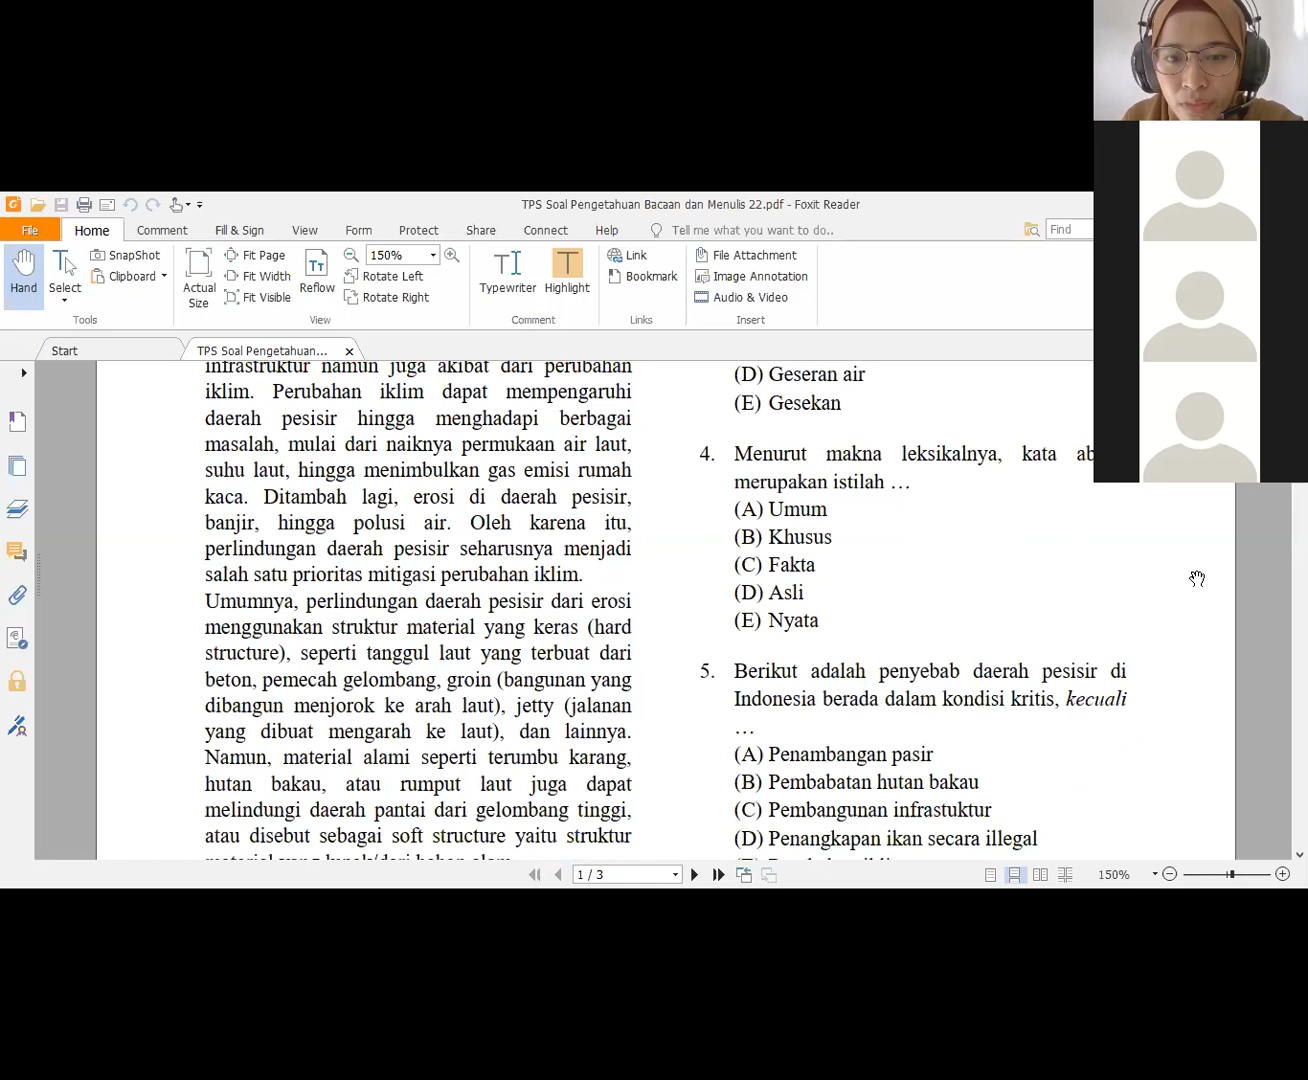 TPS Soal Pengetahuan Bacaan dan Menulis 22.pdf - Foxit Reader
File Home Comment Fill & Sign View Form Protect Share Connect Help Tell me what you want to do.. Find
Hand
Select
SnapShot
Clipboard
Tools
Actual Size
Fit Page
Fit Width
Fit Visible
Reflow
150%
Rotate Left
Rotate Right
View
Typewriter
Highlight
Comment
Link
Bookmark
Links
File Attachment
Image Annotation
Audio & Video
Insert
Start
TPS Soal Pengetahuan...
infrastruktur namun juga akibat dari perubahan
iklim. Perubahan iklim dapat mempengaruhi
daerah pesisir hingga menghadapi berbagai
masalah, mulai dari naiknya permukaan air laut,
suhu laut, hingga menimbulkan gas emisi rumah
kaca. Ditambah lagi, erosi di daerah pesisir,
banjir, hingga polusi air. Oleh karena itu,
perlindungan daerah pesisir seharusnya menjadi
salah satu prioritas mitigasi perubahan iklim.
Umumnya, perlindungan daerah pesisir dari erosi
menggunakan struktur material yang keras (hard
structure), seperti tanggul laut yang terbuat dari
beton, pemecah gelombang, groin (bangunan yang
dibangun menjorok ke arah laut), jetty (jalanan
yang dibuat mengarah ke laut), dan lainnya.
Namun, material alami seperti terumbu karang,
hutan bakau, atau rumput laut juga dapat
melindungi daerah pantai dari gelombang tinggi,
atau disebut sebagai soft structure yaitu struktur
(D) Geseran air
(E) Gesekan
4. Menurut makna leksikalnya, kata ab
merupakan istilah …
(A) Umum
(B) Khusus
(C) Fakta
(D) Asli
(E) Nyata
5. Berikut adalah penyebab daerah pesisir di
Indonesia berada dalam kondisi kritis, kecuali
…
(A) Penambangan pasir
(B) Pembabatan hutan bakau
(C) Pembangunan infrastuktur
(D) Penangkapan ikan secara illegal
1 / 3
150%